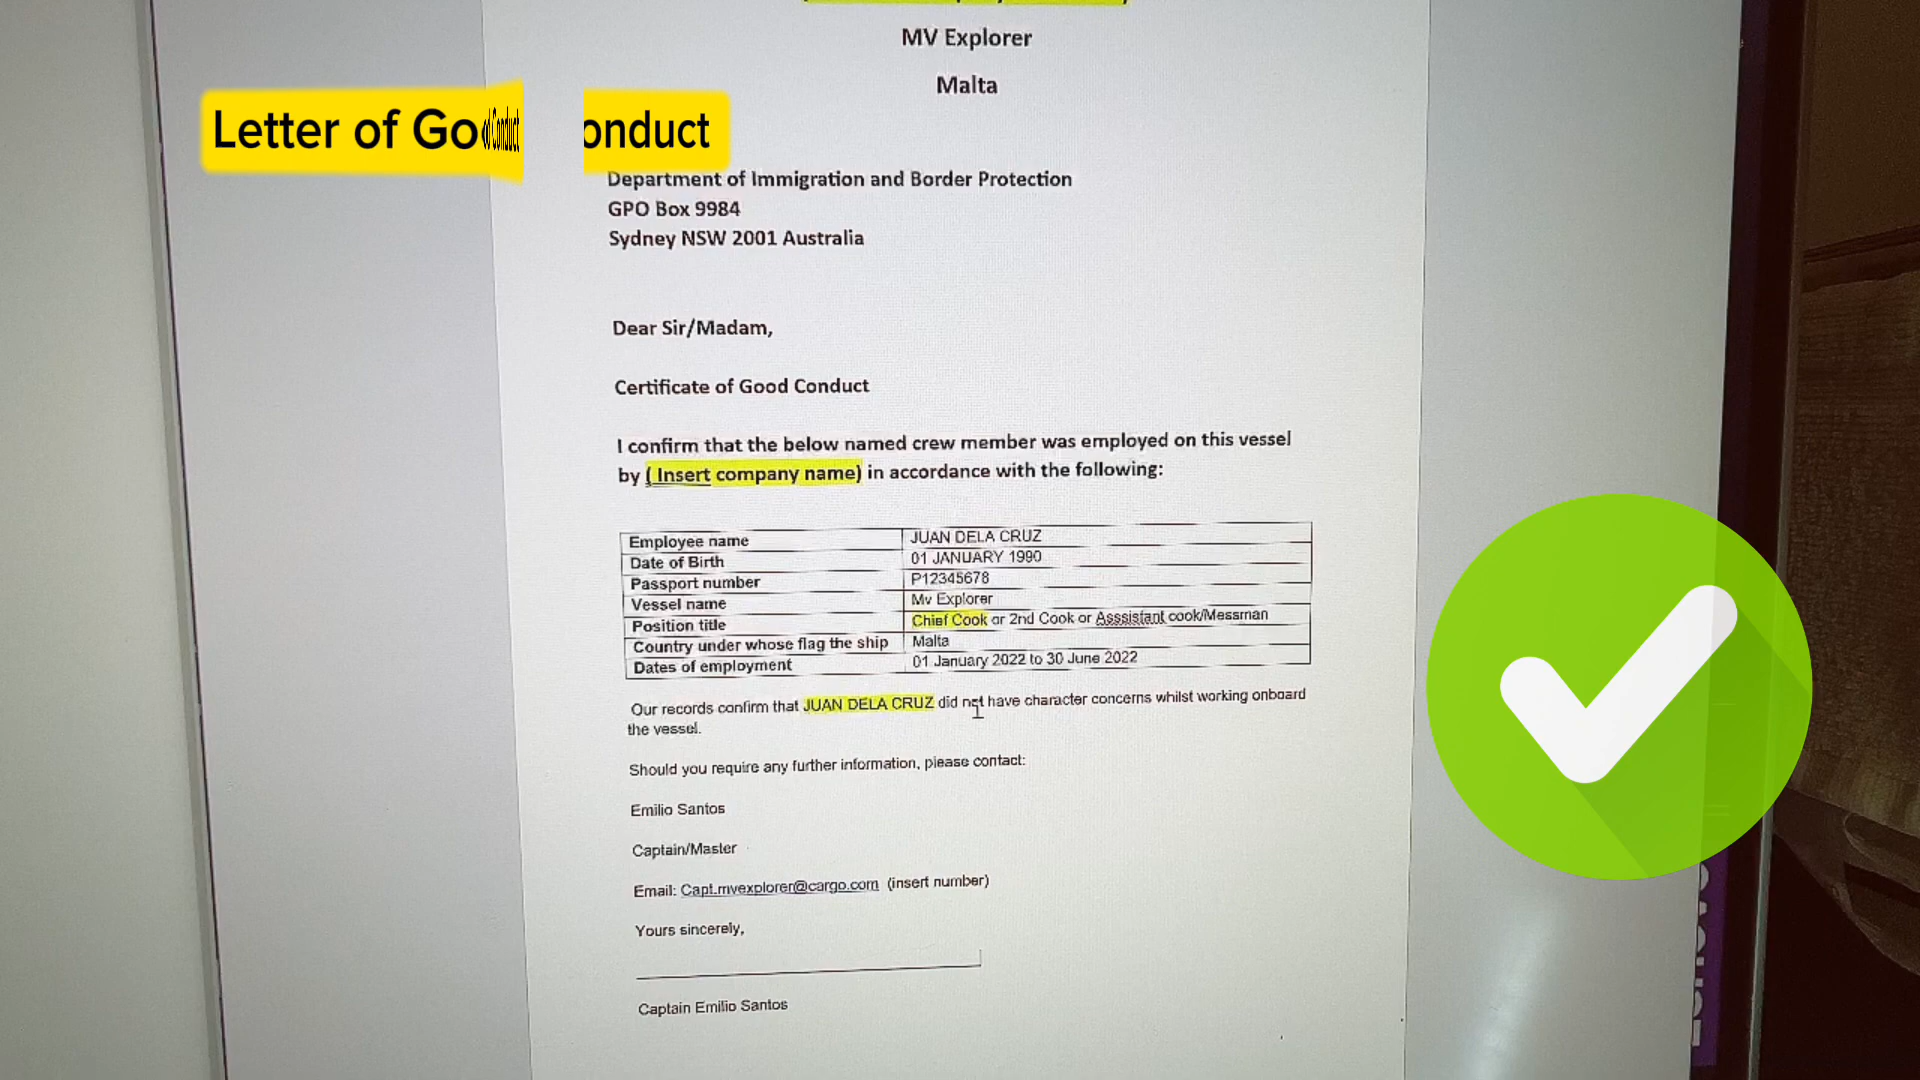 MV Explorer
Malta
Letter of Good Conduct
onduct
Department of Immigration and Border Protection
GPO Box 9984
Sydney NSW 2001 Australia
Dear Sir/Madam,
Certificate of Good Conduct
I confirm that the below named crew member was employed on this vessel
by ( Insert company name) in accordance with the following:
Employee name JUAN DELA CRUZ
Date of Birth 01 JANUARY 1990
Passport number P12345678
Vessel name Mv Explorer
Position title Chief Cook or 2nd Cook or Asssistant cook/Messman
Country under whose flag the ship Malta
Dates of employment 01 January 2022 to 30 June 2022
Our records confirm that JUAN DELA CRUZ did not have character concerns whilst working onboard
the vessel.
Should you require any further information, please contact:
Emilio Santos
Captain/Master
Email: Capt.mvexplorer@cargo.com (insert number)
Yours sincerely,
Captain Emilio Santos